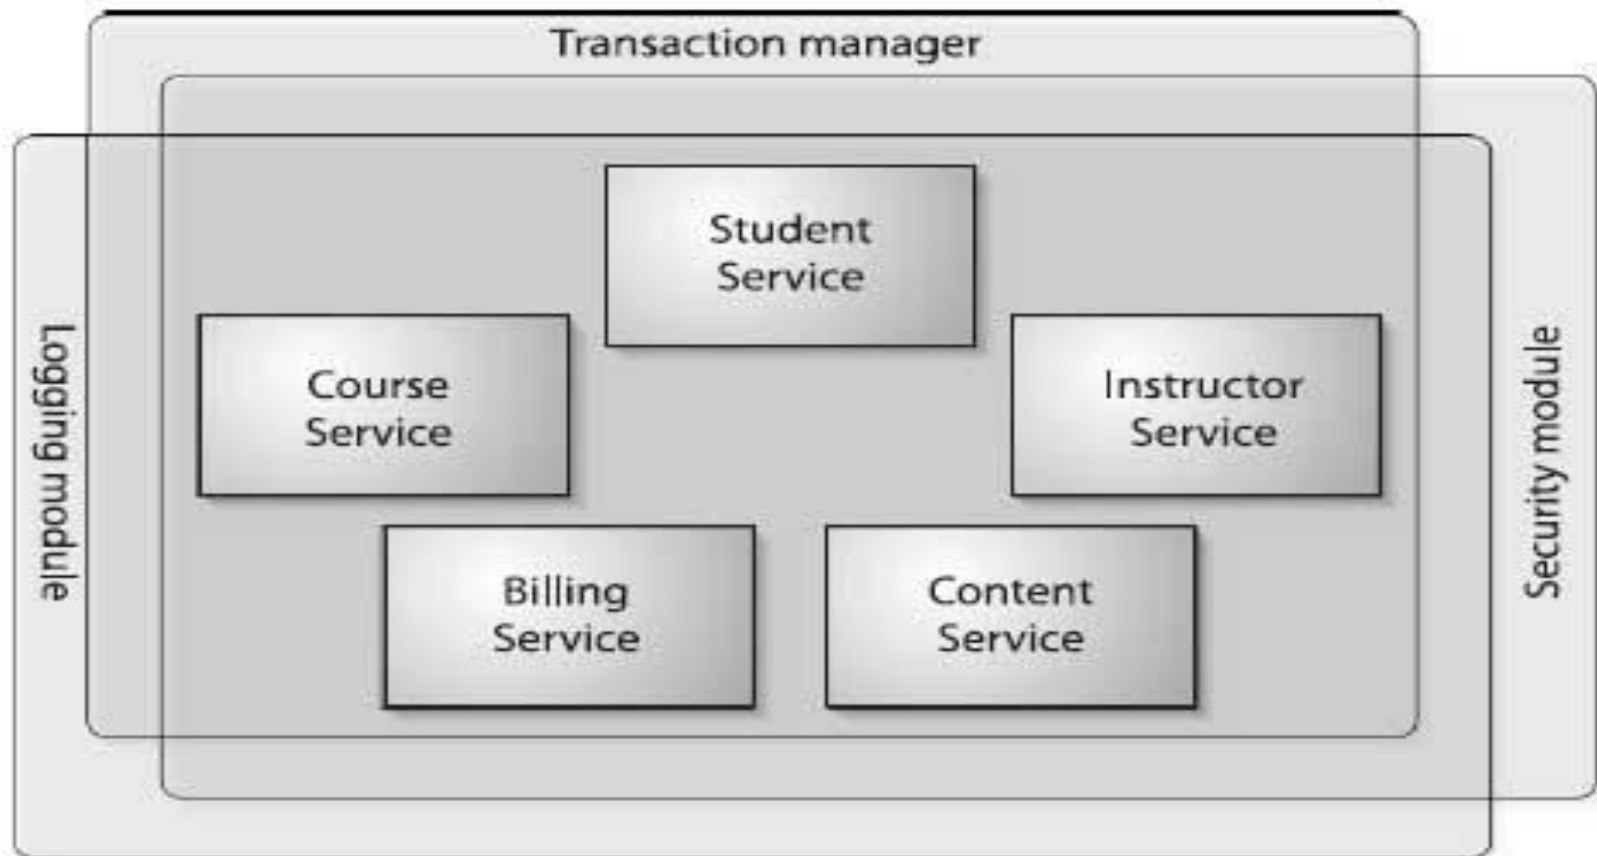 Transaction manager
Student
Service
Course
Service
Instructor
Service
Billing
Service
Content
Service
Logging module
Security module